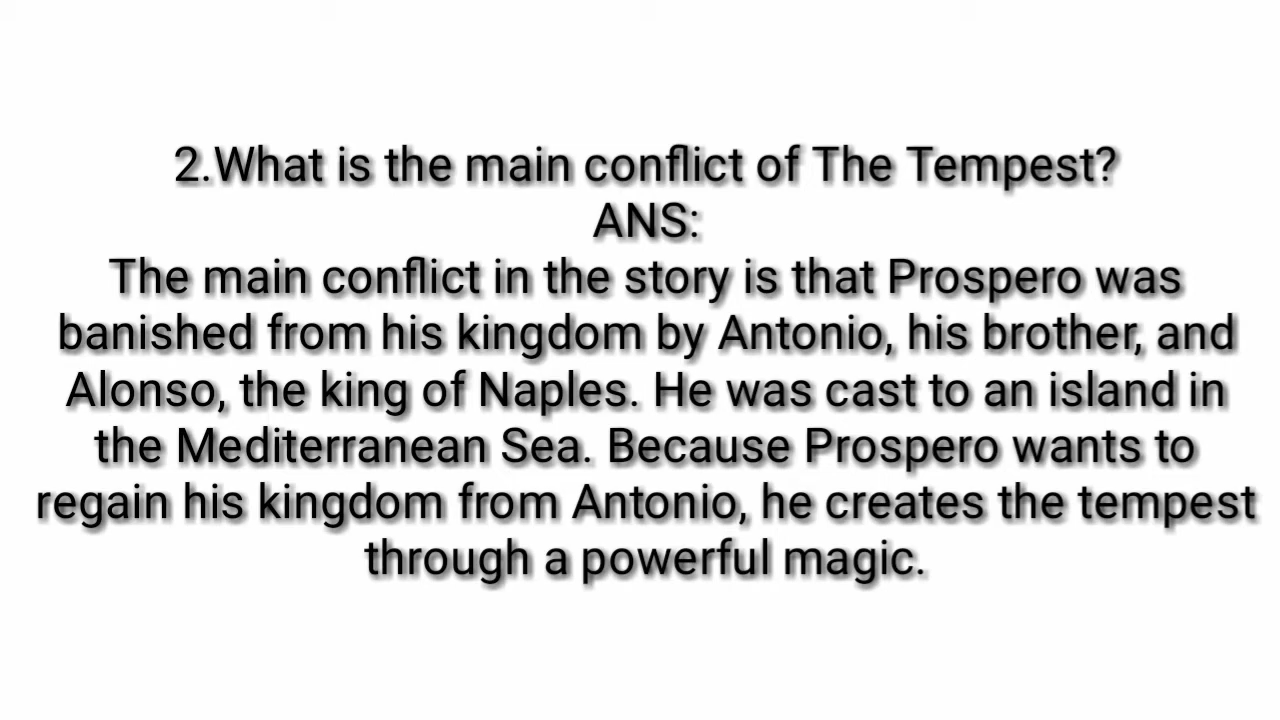 2.What is the main conflict of The Tempest?
ANS:
The main conflict in the story is that Prospero was
banished from his kingdom by Antonio, his brother, and
Alonso, the king of Naples. He was cast to an island in
the Mediterranean Sea. Because Prospero wants to
regain his kingdom from Antonio, he creates the tempest
through a powerful magic.